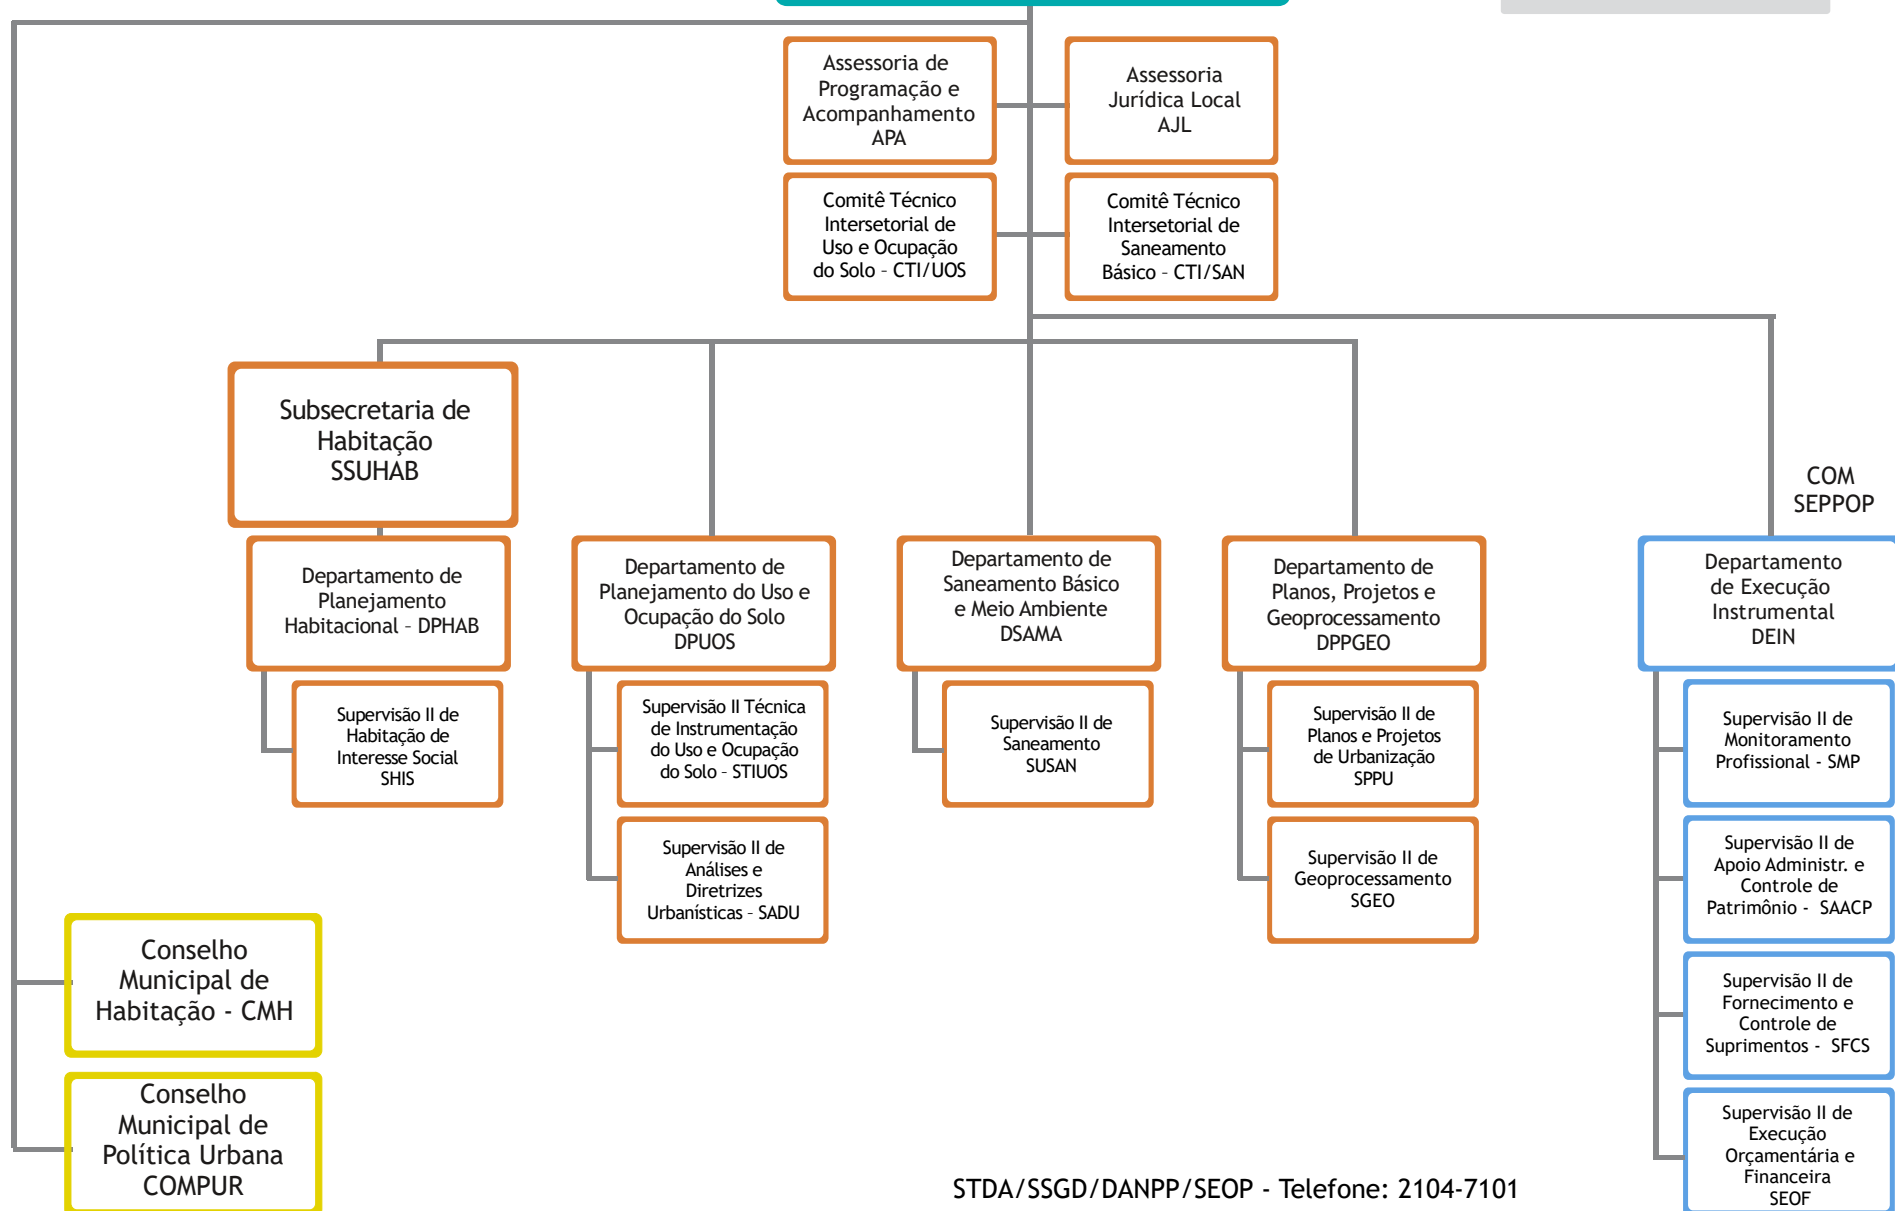 Assessoria de
Programação e
Acompanhamento
APA
Assessoria
Jurídica Local
AJL
Comitê Técnico
Intersetorial de
Uso e Ocupação
do Solo – CTI/UOS
Comitê Técnico
Intersetorial de
Saneamento
Básico – CTI/SAN
Subsecretaria de
Habitação
SSUHAB
COM
SEPPOP
Departamento de
Planejamento
Habitacional – DPHAB
Departamento de
Planejamento do Uso e
Ocupação do Solo
DPUOS
Departamento de
Saneamento Básico
e Meio Ambiente
DSAMA
Departamento de
Planos, Projetos e
Geoprocessamento
DPPGEO
Departamento
de Execução
Instrumental
DEIN
Supervisão II de
Habitação de
Interesse Social
SHIS
Supervisão II Técnica
de Instrumentação
do Uso e Ocupação
do Solo – STIUOS
Supervisão II de
Saneamento
SUSAN
Supervisão II de
Planos e Projetos
de Urbanização
SPPU
Supervisão II de
Monitoramento
Profissional - SMP
Supervisão II de
Análises e
Diretrizes
Urbanísticas – SADU
Supervisão II de
Geoprocessamento
SGEO
Supervisão II de
Apoio Administr. e
Controle de
Patrimônio - SAACP
Conselho
Municipal de
Habitação - CMH
Supervisão II de
Fornecimento e
Controle de
Suprimentos - SFCS
Conselho
Municipal de
Política Urbana
COMPUR
Supervisão II de
Execução
Orçamentária e
Financeira
SEOF
STDA/SSGD/DANPP/SEOP - Telefone: 2104-7101